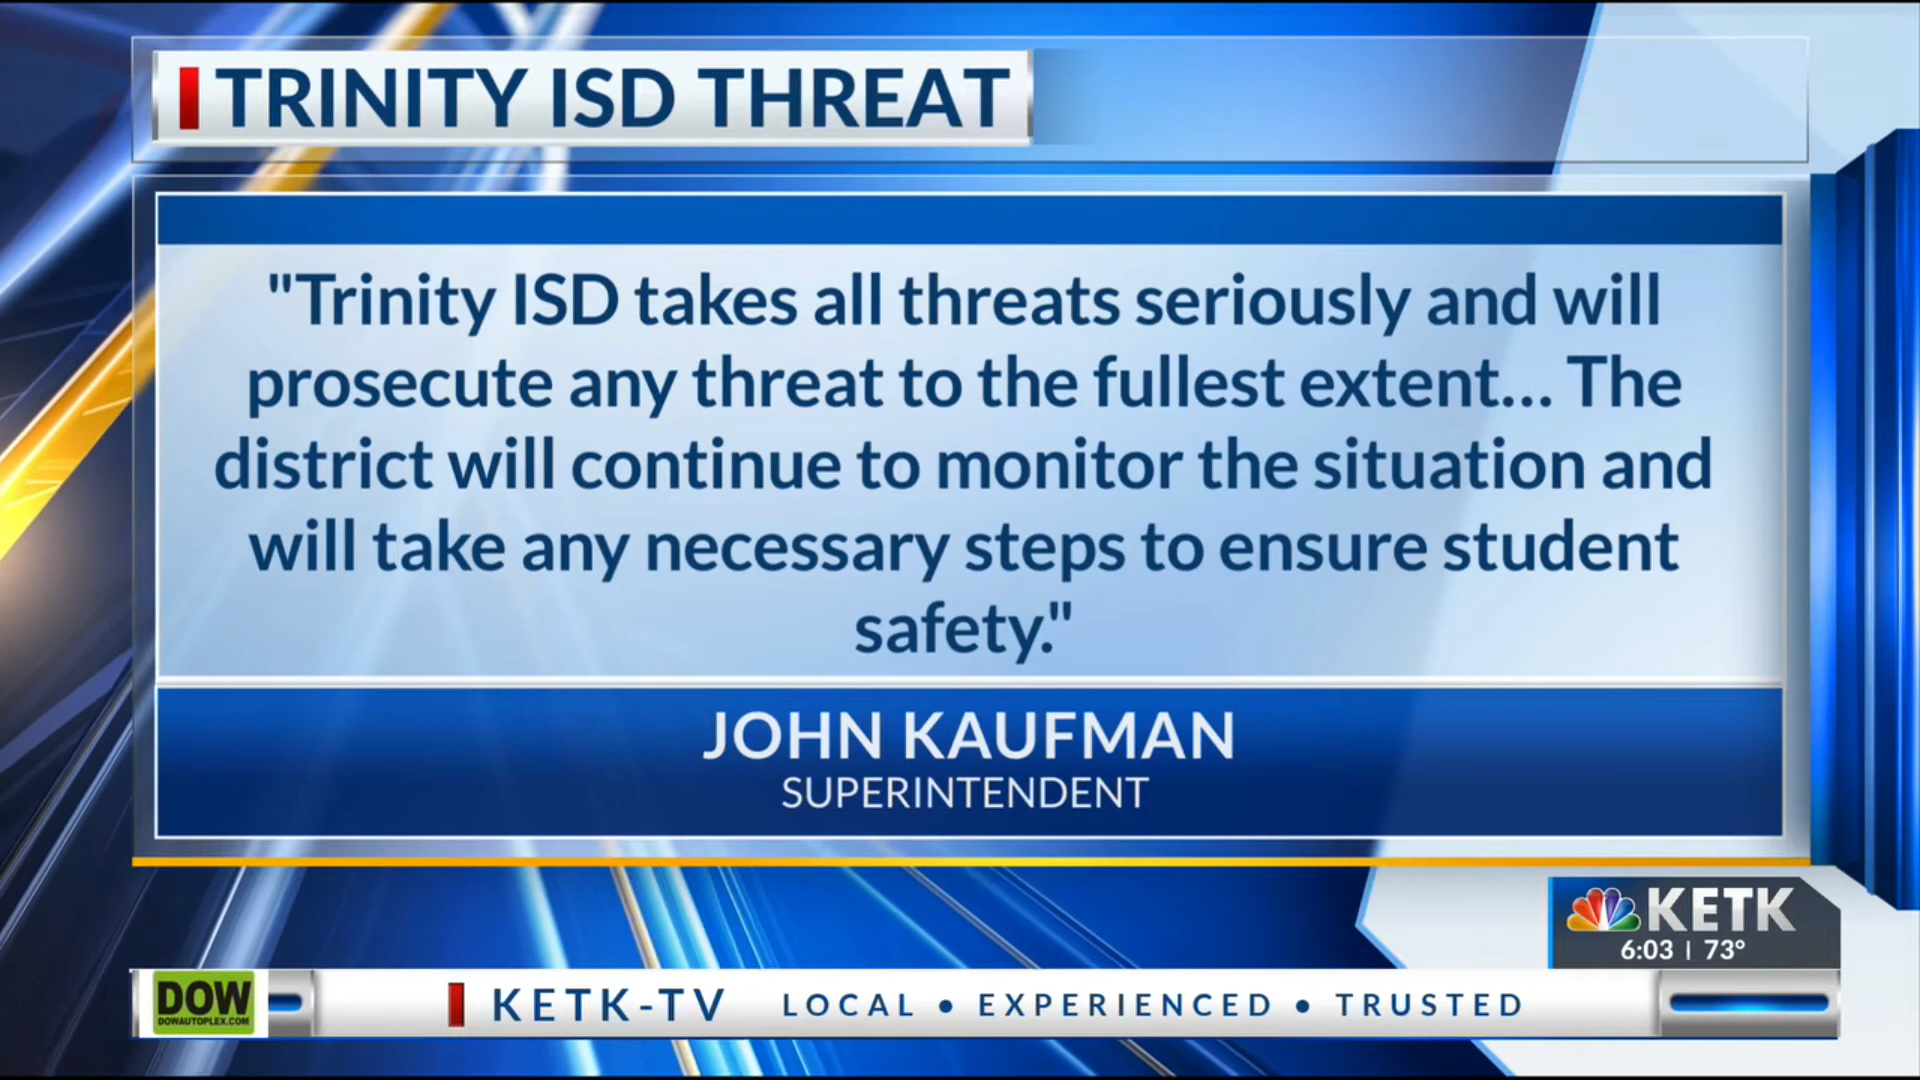 TRINITY ISD THREAT
"Trinity ISD takes all threats seriously and will
prosecute any threat to the fullest extent... The
district will continue to monitor the situation and
will take any necessary steps to ensure student
safety."
JOHN KAUFMAN
SUPERINTENDENT
KETK
6:03 | 73°
DOW
DOWAUTOPLEX.COM
KETK-TV LOCAL • EXPERIENCED • TRUSTED